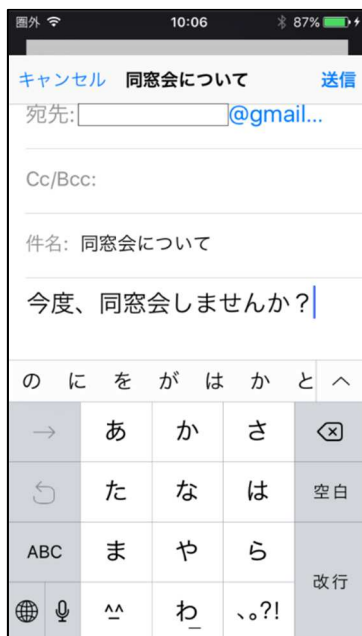 圏外 10:06 87%
キャンセル 同窓会について 送信
宛先: @gmail...
Cc/Bcc:
件名: 同窓会について
今度、同窓会しませんか？
の に を が は か と
→ あ か さ
た な は 空白
ABC ま や ら
^^ わ 、。?! 改行